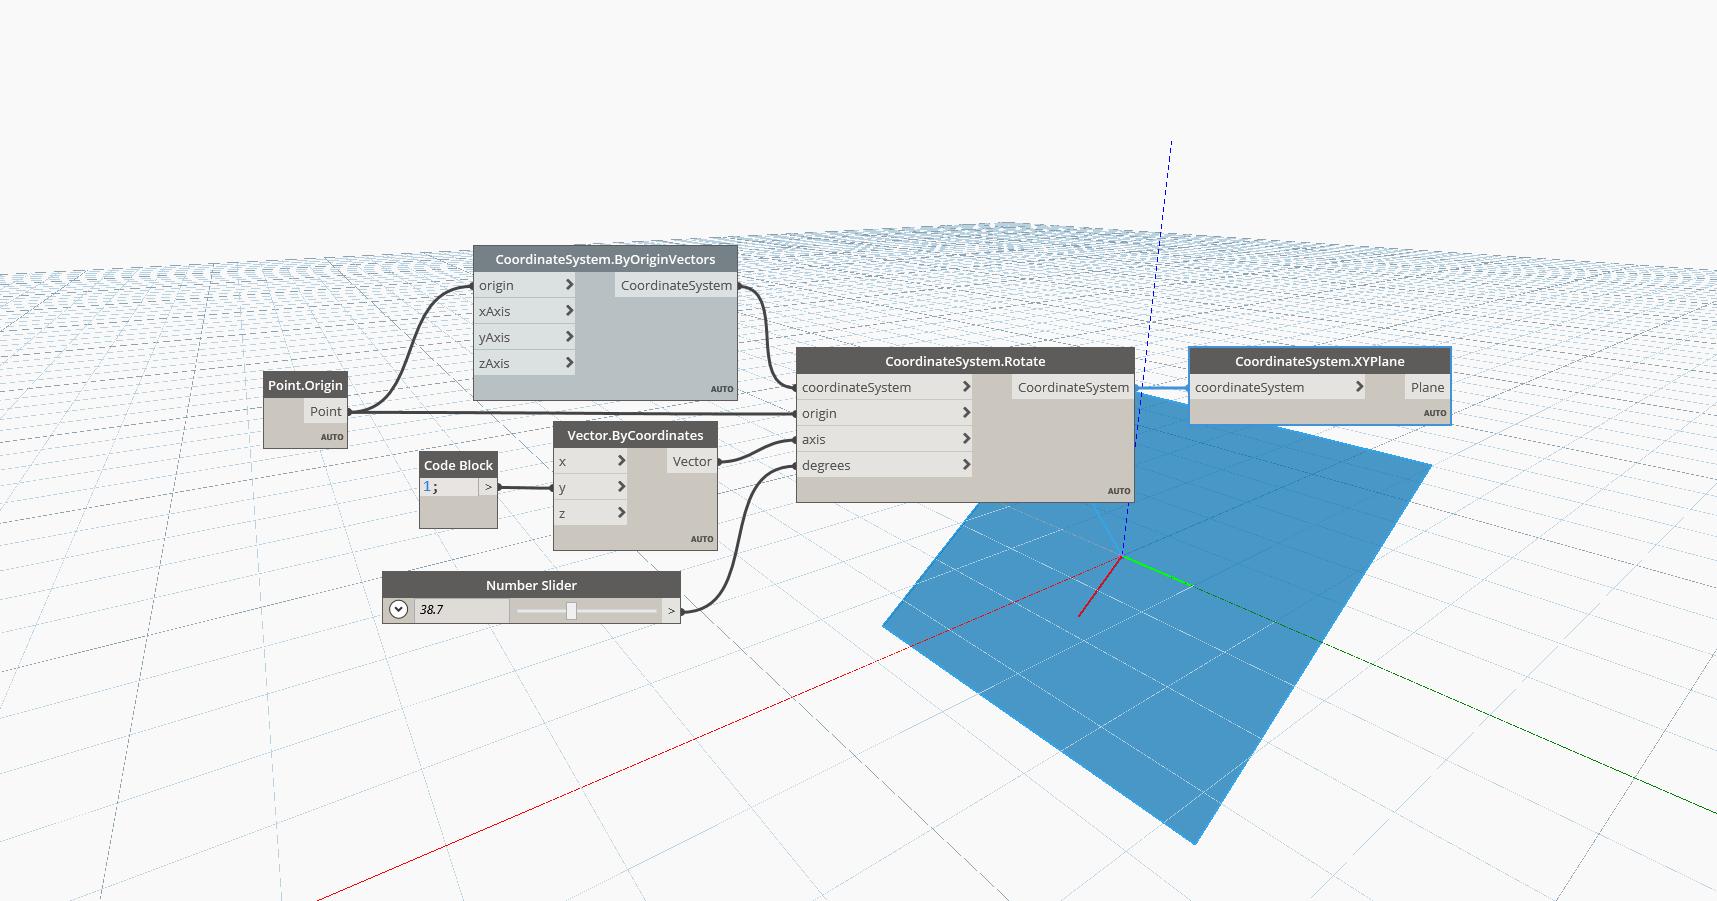 CoordinateSystem.ByOriginVectors
origin > CoordinateSystem
xAxis >
yAxis >
zAxis >
AUTO
Point.Origin
Point
AUTO
Code Block
1; >
Vector.ByCoordinates
x > Vector
y >
z >
AUTO
Number Slider
38.7 >
CoordinateSystem.Rotate
coordinateSystem > CoordinateSystem
origin >
axis >
degrees >
AUTO
CoordinateSystem.XYPlane
coordinateSystem > Plane
AUTO